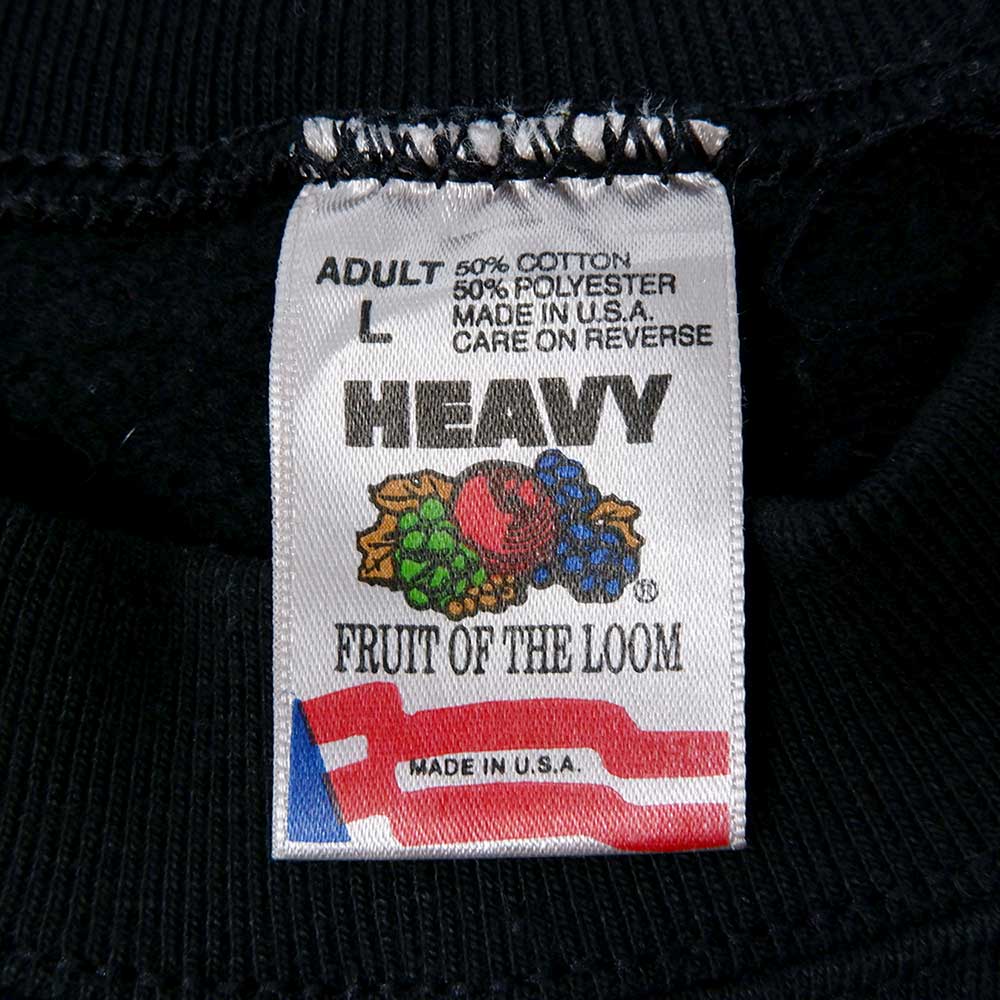 ADULT
L
50% COTTON
50% POLYESTER
MADE IN U.S.A.
CARE ON REVERSE
HEAVY
®
FRUIT OF THE LOOM
MADE IN U.S.A.